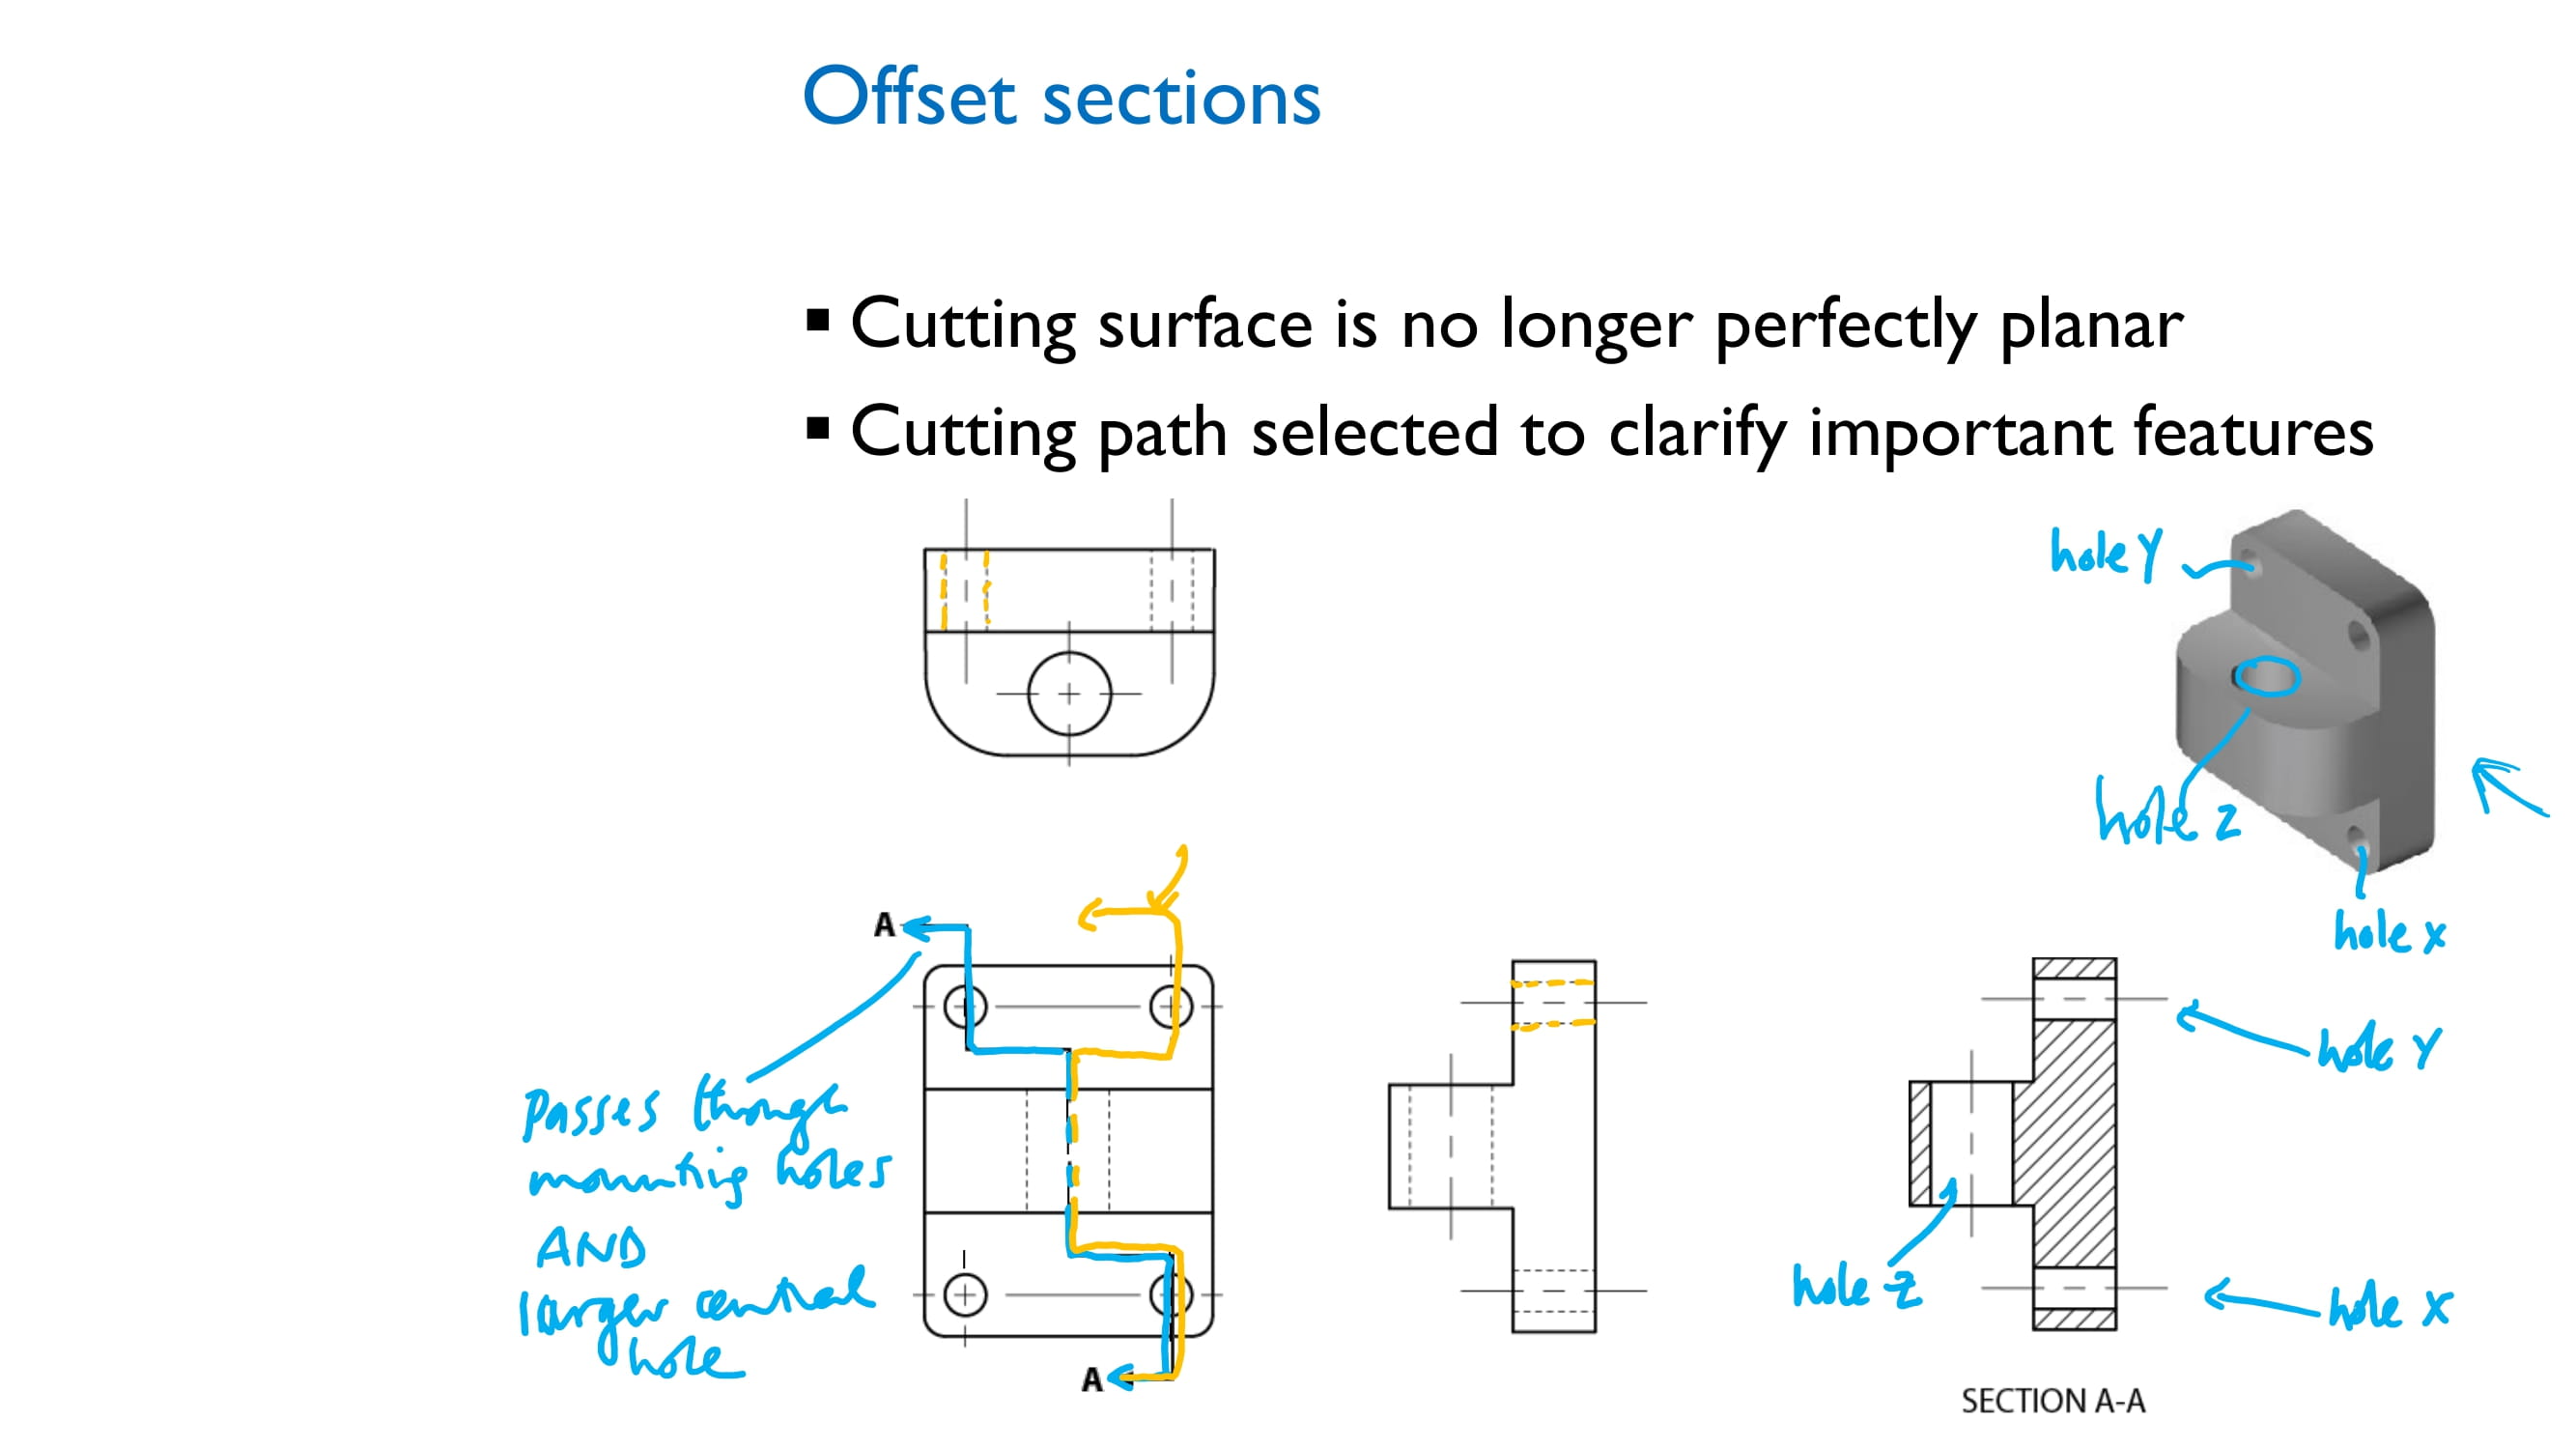 Offset sections
▪ Cutting surface is no longer perfectly planar
▪ Cutting path selected to clarify important features
hole Y
hole z
hole x
A
Passes though
mounting holes
AND
larger central
hole
A
hole Y
hole z
hole x
SECTION A-A